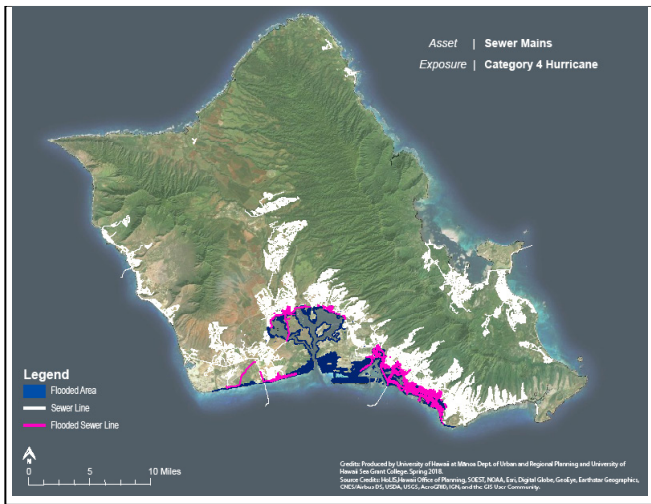 Asset | Sewer Mains
Exposure | Category 4 Hurricane
Legend
Flooded Area
Sewer Line
Flooded Sewer Line
N
0 5 10 Miles
Credits: Produced by University of Hawaii at Mānoa Dept. of Urban and Regional Planning and University of
Hawaii Sea Grant College, Spring 2018.
Source Credits: HoLIS, Hawaii Office of Planning, SOEST, NOAA, Esri, Digital Globe, GeoEye, Earthstar Geographics,
CNES/Airbus DS, USDA, USGS, AeroGRID, IGN, and the GIS User Community.